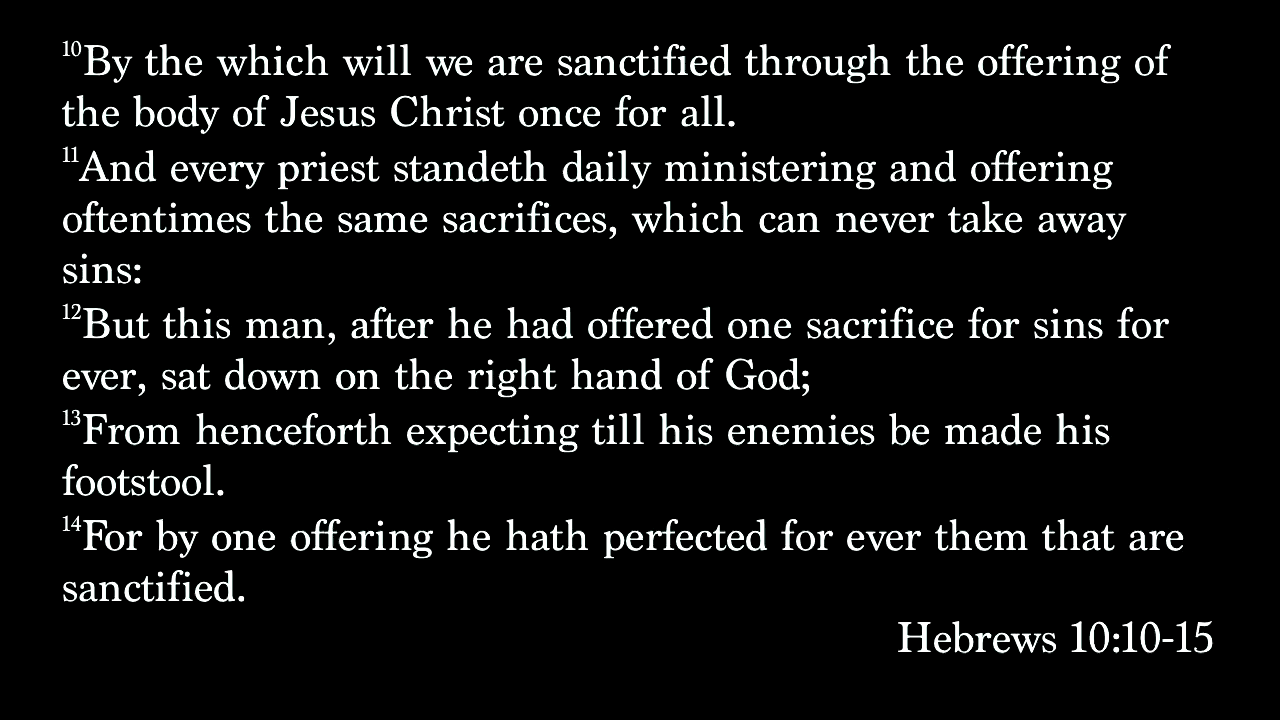 10By the which will we are sanctified through the offering of
the body of Jesus Christ once for all.
11And every priest standeth daily ministering and offering
oftentimes the same sacrifices, which can never take away
sins:
12But this man, after he had offered one sacrifice for sins for
ever, sat down on the right hand of God;
13From henceforth expecting till his enemies be made his
footstool.
14For by one offering he hath perfected for ever them that are
sanctified.
Hebrews 10:10-15